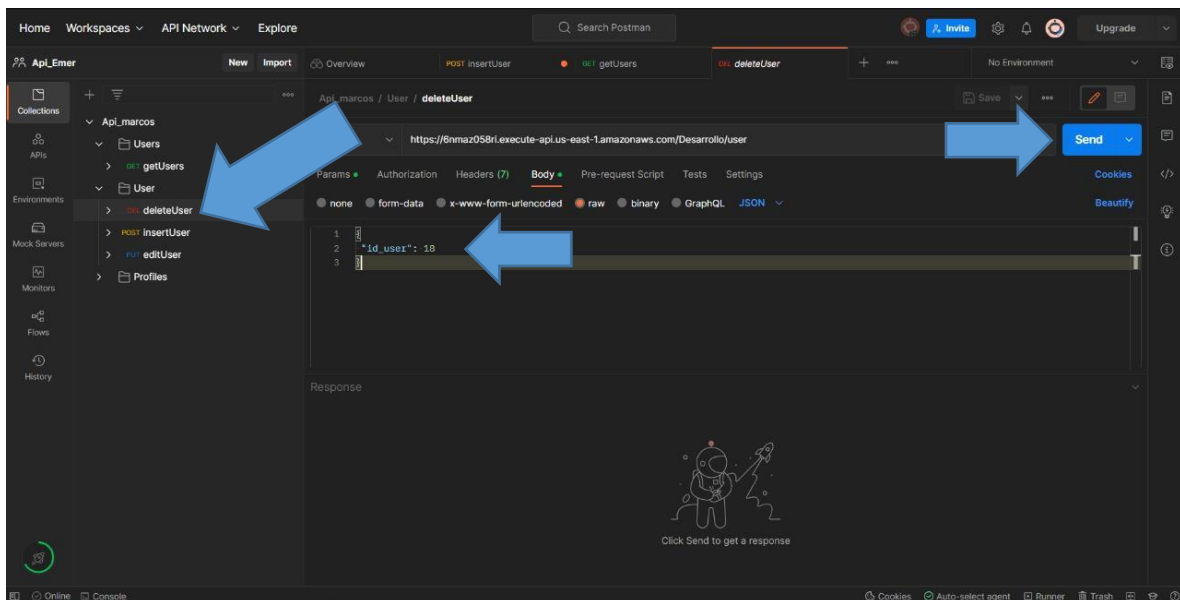 Home Workspaces API Network Explore Search Postman Invite Upgrade
Api_Emer New Import Overview POST insertUser GET getUsers DEL deleteUser No Environment
Collections
APIs
Environments
Mock Servers
Monitors
Flows
History
Api_marcos
Users
GET getUsers
User
DEL deleteUser
POST insertUser
PUT editUser
Profiles
Api_marcos / User / deleteUser Save
https://6nmaz058ri.execute-api.us-east-1.amazonaws.com/Desarrollo/user Send
Params Authorization Headers (7) Body Pre-request Script Tests Settings Cookies
none form-data x-www-form-urlencoded raw binary GraphQL JSON Beautify
1 {
2 "id_user": 18
3 }
Response
Click Send to get a response
Online Console Cookies Auto-select agent Runner Trash